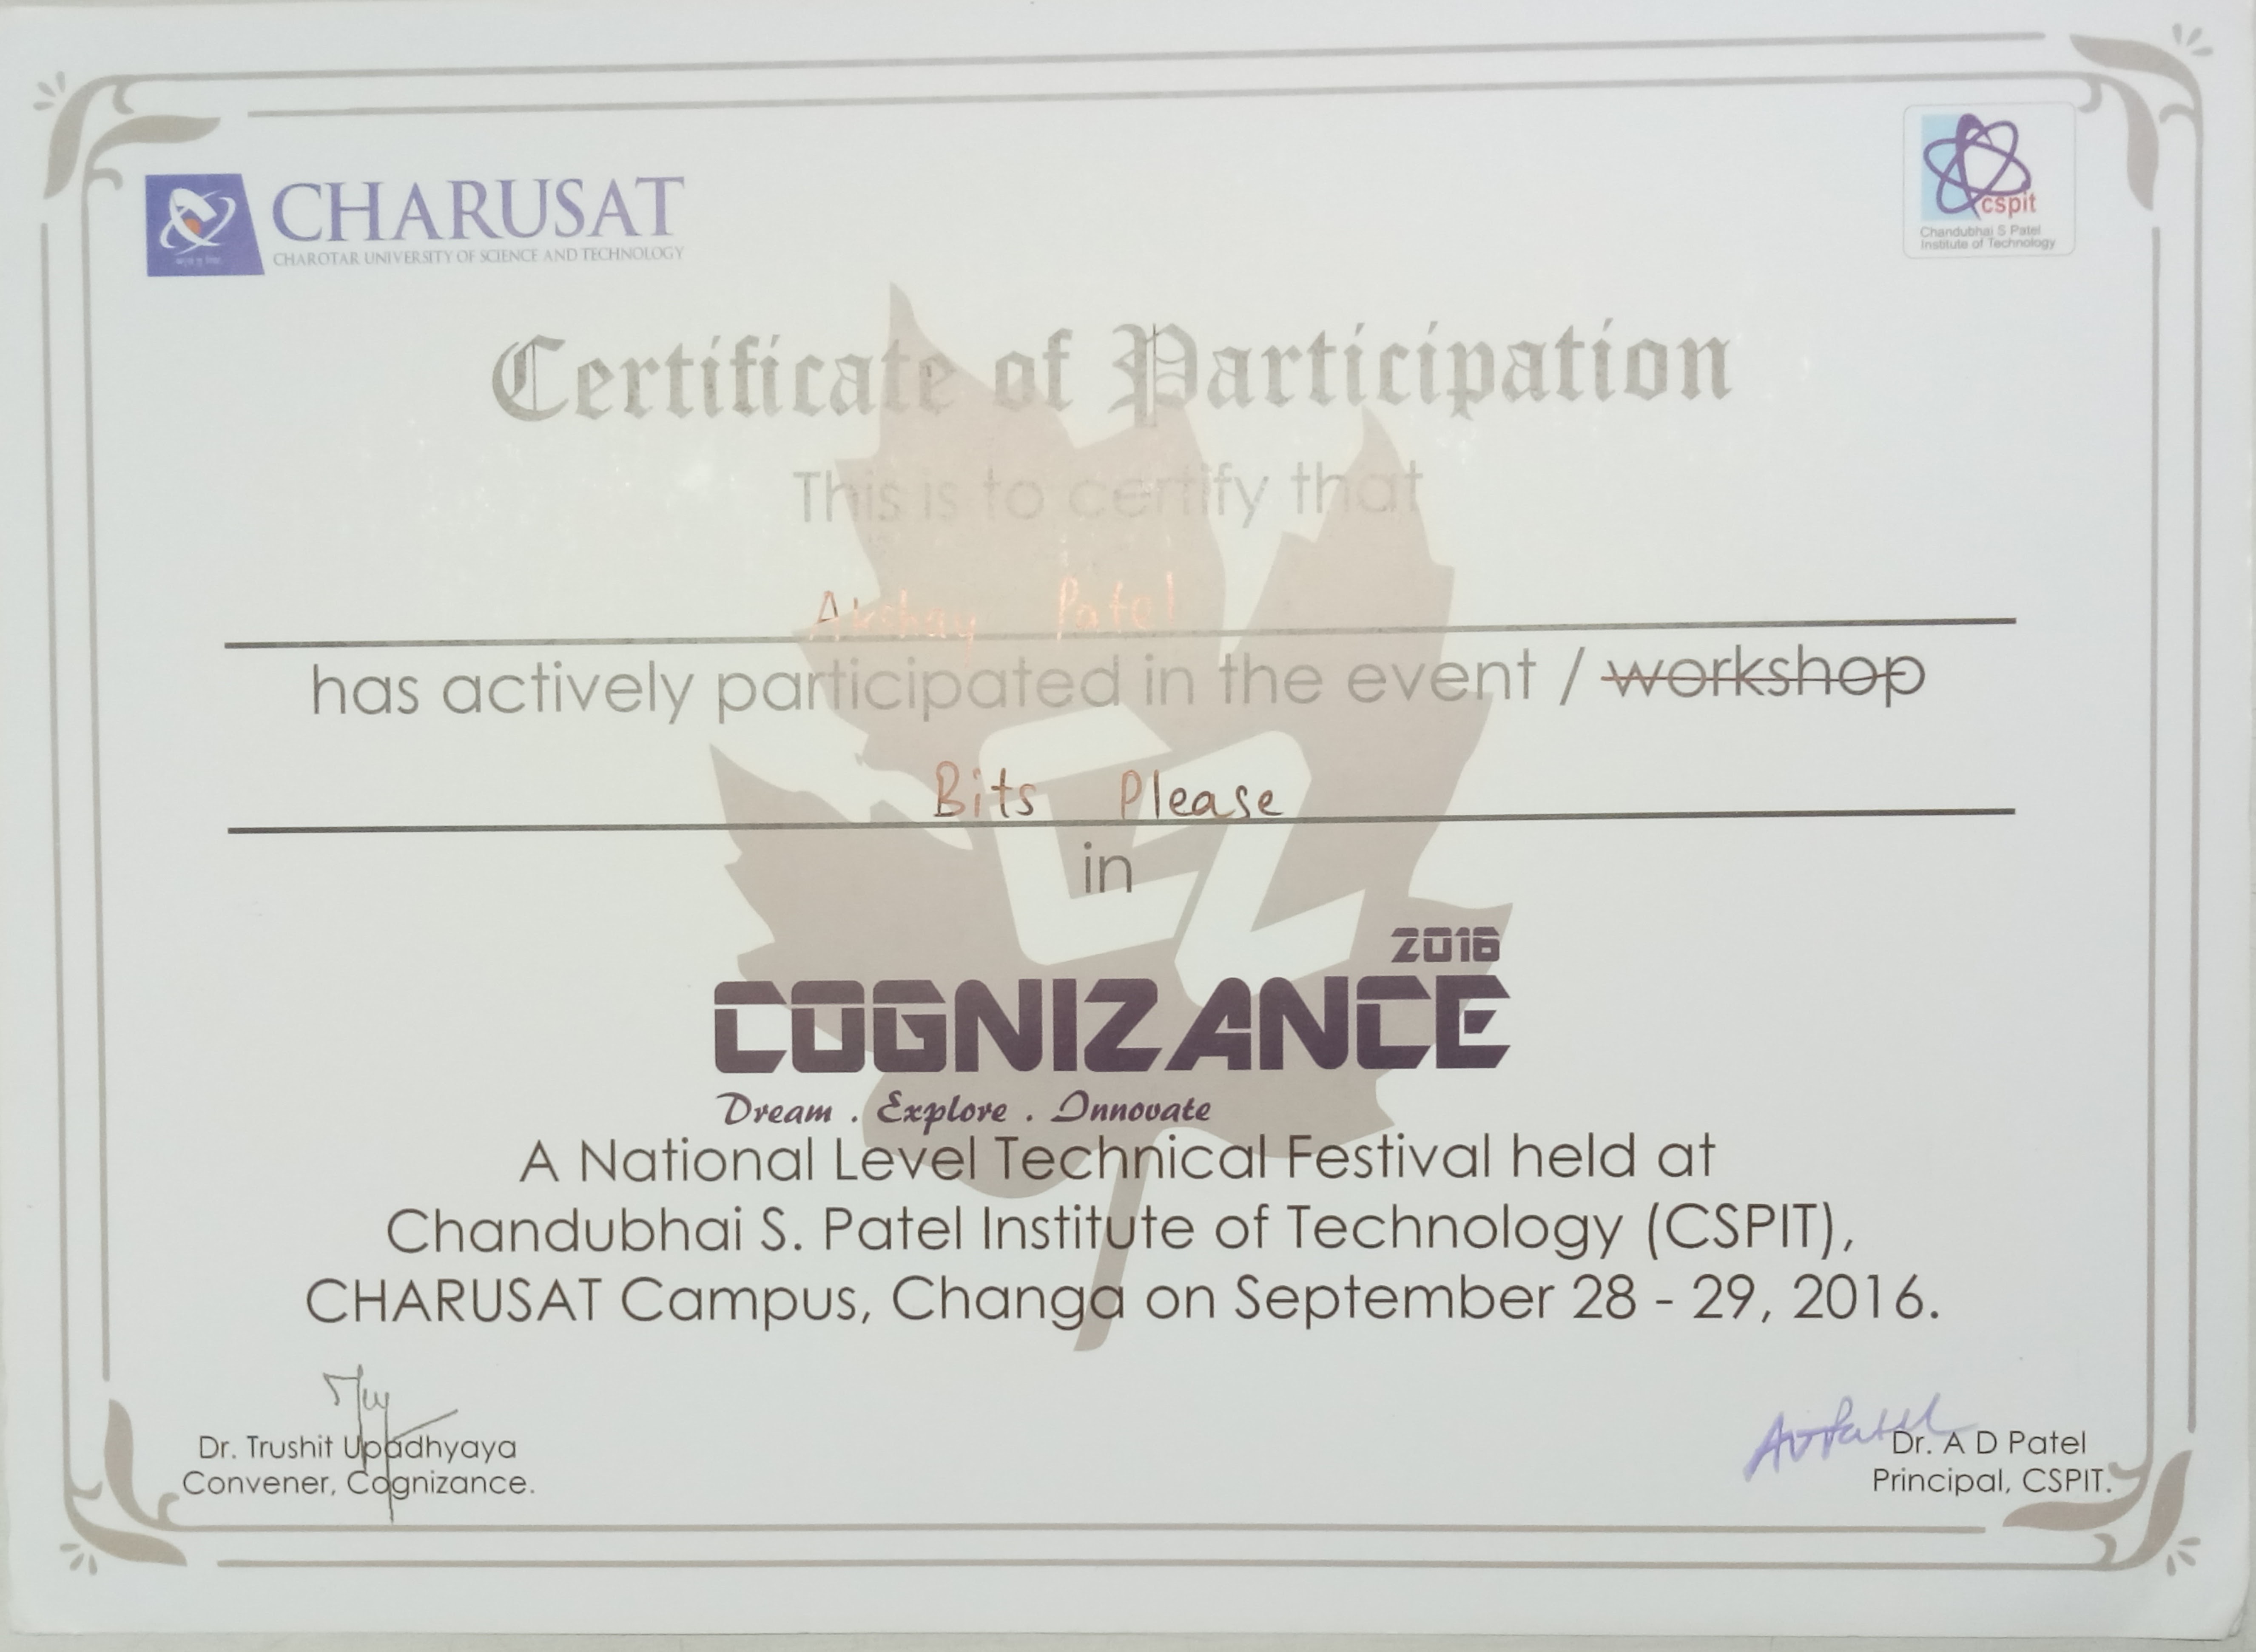 CHARUSAT
CHAROTAR UNIVERSITY OF SCIENCE AND TECHNOLOGY
cspit
Chandubhai S Patel
Institute of Technology
Certificate of Participation
This is to certify that
Akshay Patel
has actively participated in the event / workshop
Bits Please
in
2016
COGNIZANCE
Dream . Explore . Innovate
A National Level Technical Festival held at
Chandubhai S. Patel Institute of Technology (CSPIT),
CHARUSAT Campus, Changa on September 28 - 29, 2016.
Dr. Trushit Upadhyaya
Convener, Cognizance.
ADPatel
Dr. A D Patel
Principal, CSPIT.